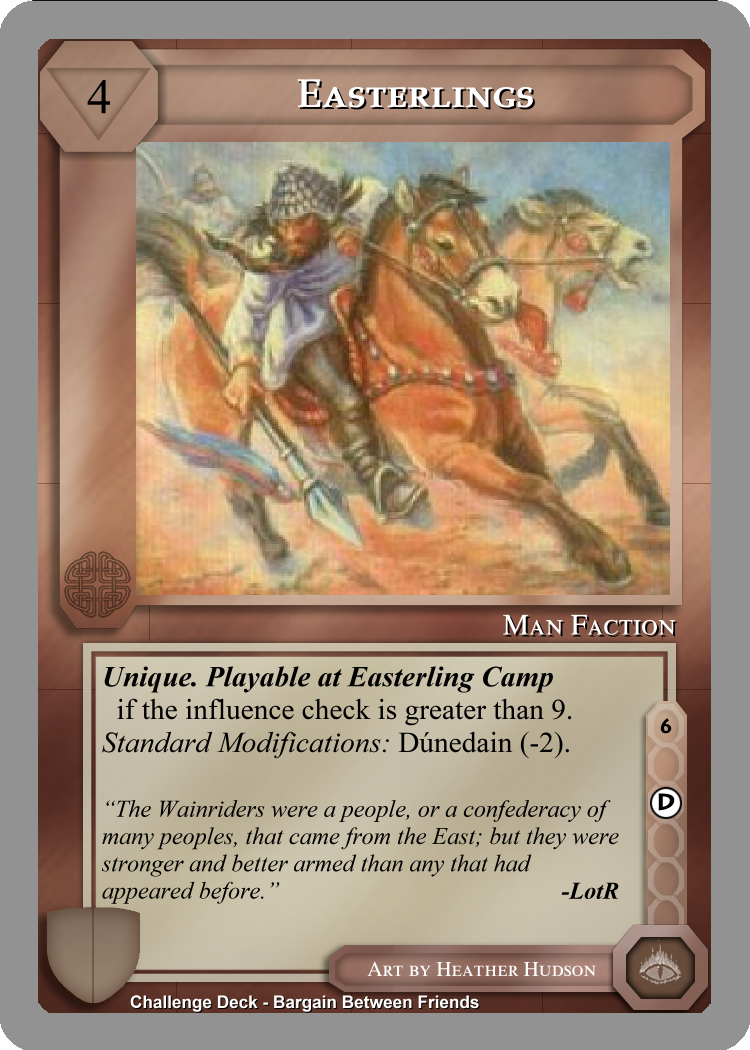 4
Easterlings
Man Faction
Unique. Playable at Easterling Camp
if the influence check is greater than 9.
Standard Modifications: Dúnedain (-2).
6
D
“The Wainriders were a people, or a confederacy of
many peoples, that came from the East; but they were
stronger and better armed than any that had
appeared before.” -LotR
Art by Heather Hudson
Challenge Deck - Bargain Between Friends